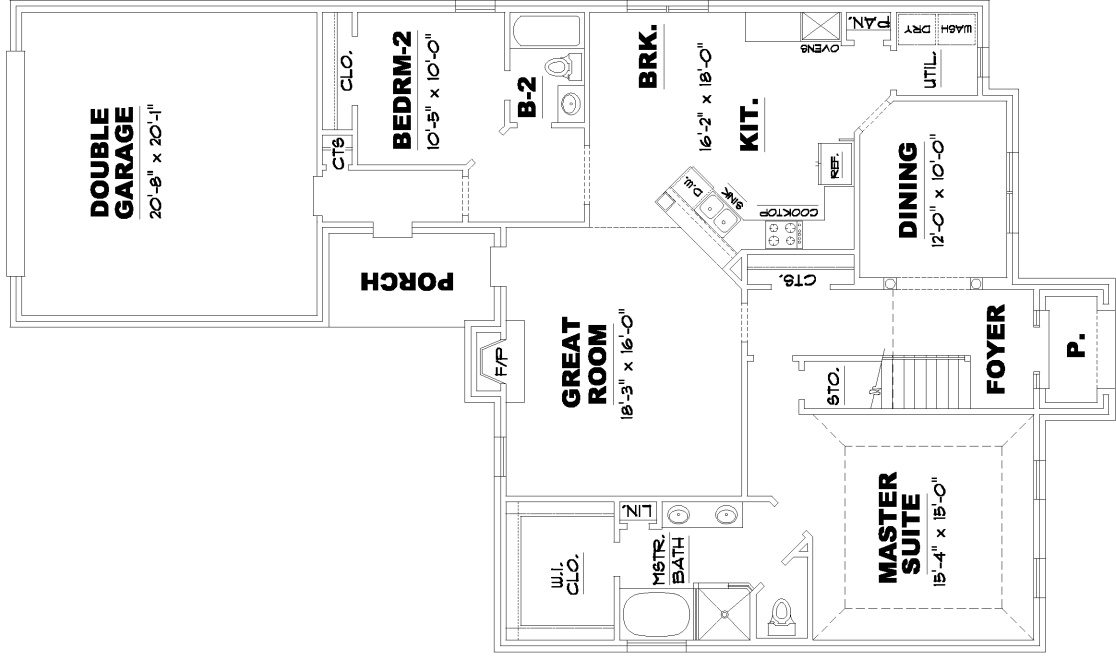 DOUBLE
GARAGE
20'-8" x 20'-1"
CLO.
CTS
BEDRM-2
10'-5" x 10'-0"
B-2
BRK.
16'-2" x 18'-0"
KIT.
OVENS
PAN.
DRY
WASH
UTIL.
REF.
D.W.
SINK
COOKTOP
DINING
12'-0" x 10'-0"
PORCH
CTS.
F/P
GREAT
ROOM
18'-3" x 16'-0"
STO.
FOYER
P.
LIN.
W.I.
CLO.
MSTR.
BATH
MASTER
SUITE
15'-4" x 15'-0"